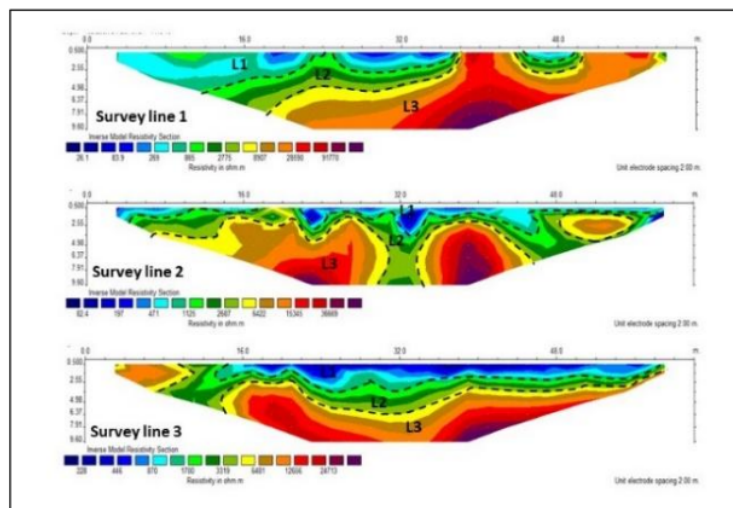 0.0 16.0 32.0 48.0 m.
0.500
2.55
4.98
6.37
7.91
9.60
L1
L2
L3
Survey line 1
Inverse Model Resistivity Section
26.1 83.9 269 865 2775 8907 28590 91770
Resistivity in ohm.m
Unit electrode spacing 2.00 m.
0.0 16.0 32.0 48.0 m.
0.500
2.55
4.98
6.37
7.91
9.60
L1
L2
L3
Survey line 2
Inverse Model Resistivity Section
82.4 197 471 1125 2687 6422 15345 36669
Resistivity in ohm.m
Unit electrode spacing 2.00 m.
0.0 16.0 32.0 48.0 m.
0.500
2.55
4.98
6.37
7.91
9.60
L1
L2
L3
Survey line 3
Inverse Model Resistivity Section
228 446 870 1700 3319 6481 12656 24713
Resistivity in ohm.m
Unit electrode spacing 2.00 m.